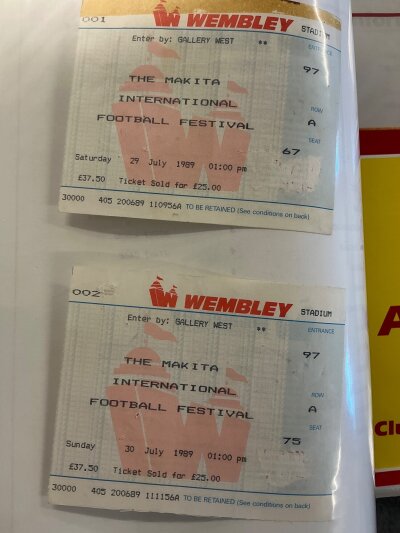 001 WEMBLEY STADIUM
Enter by: GALLERY WEST ** ENTRANCE
97
THE MAKITA
INTERNATIONAL
ROW
FOOTBALL FESTIVAL A
SEAT
67
Saturday 29 July 1989 01:00 pm
£37.50 Ticket Sold for £25.00
30000 405 200689 110956A TO BE RETAINED (See conditions on back)
002 WEMBLEY STADIUM
Enter by: GALLERY WEST ** ENTRANCE
97
THE MAKITA
INTERNATIONAL
ROW
FOOTBALL FESTIVAL A
SEAT
75
Sunday 30 July 1989 01:00 pm
£37.50 Ticket Sold for £25.00
30000 405 200689 111156A TO BE RETAINED (See conditions on back)